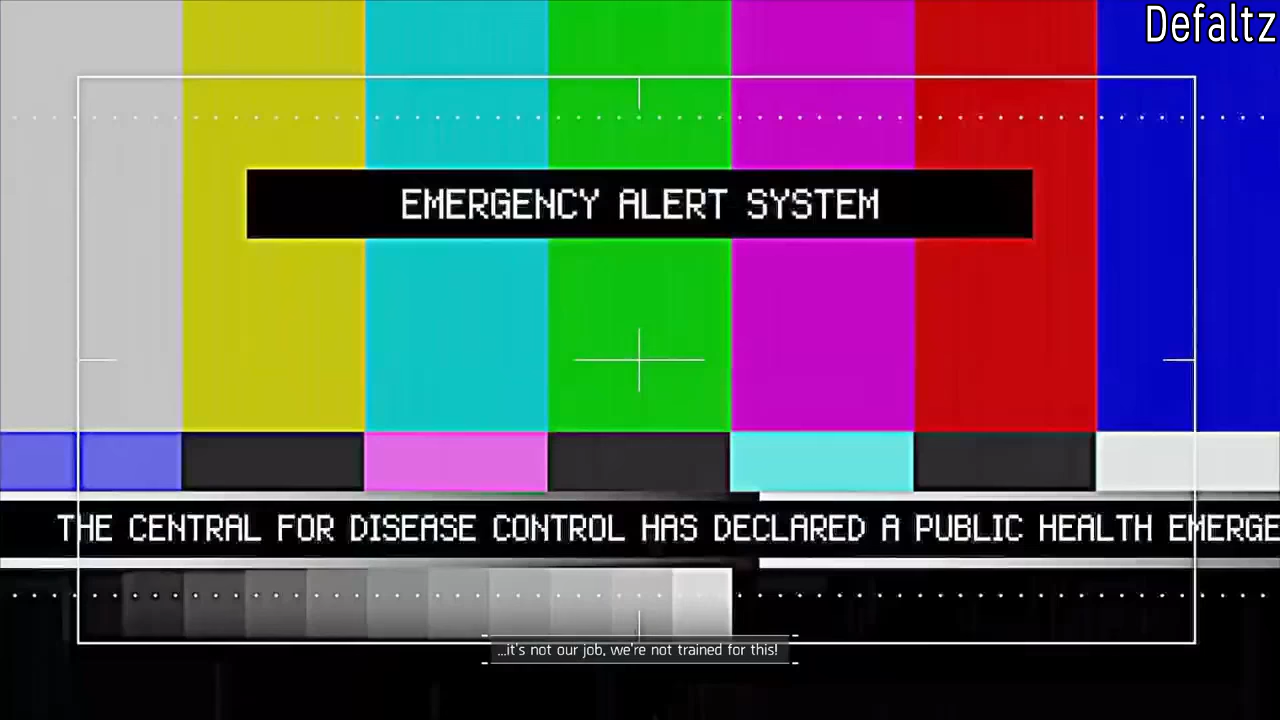 Defaltz
EMERGENCY ALERT SYSTEM
THE CENTRAL FOR DISEASE CONTROL HAS DECLARED A PUBLIC HEALTH EMERGE
...it's not our job, we're not trained for this!